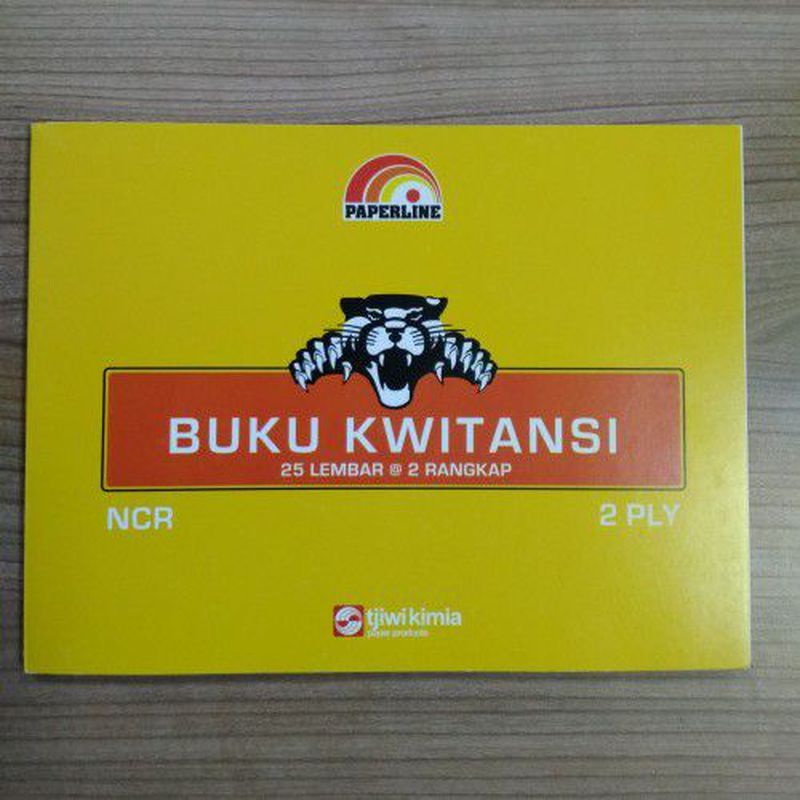 PAPERLINE
BUKU KWITANSI
25 LEMBAR @ 2 RANGKAP
NCR
2 PLY
tjiwi kimia
paper products